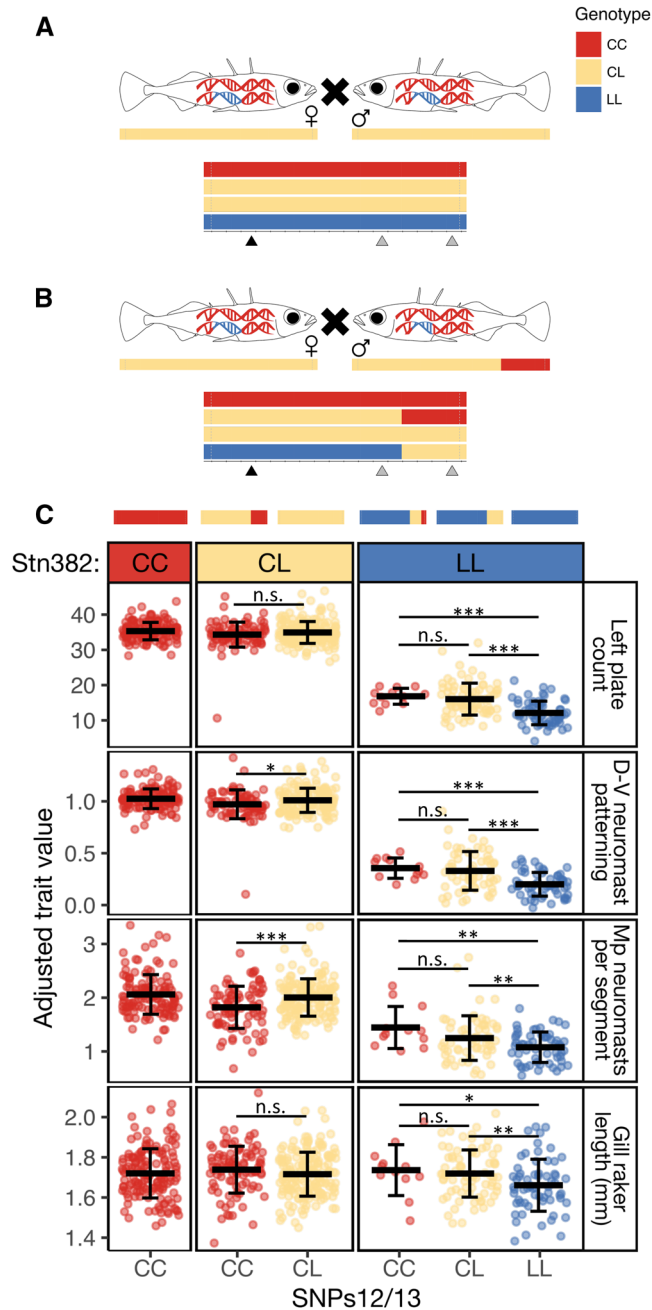 Genotype
CC
CL
LL
A
♀
♂
B
♀
♂
C
Stn382:
CC
CL
LL
Adjusted trait value
40
30
20
10
n.s.
***
n.s.
***
Left plate
count
1.0
0.5
0.0
*
***
n.s.
***
D-V neuromast
patterning
3
2
1
***
**
n.s.
**
Mp neuromasts
per segment
2.0
1.8
1.6
1.4
n.s.
*
n.s.
**
Gill raker
length (mm)
CC
CC
CL
CC
CL
LL
SNPs12/13